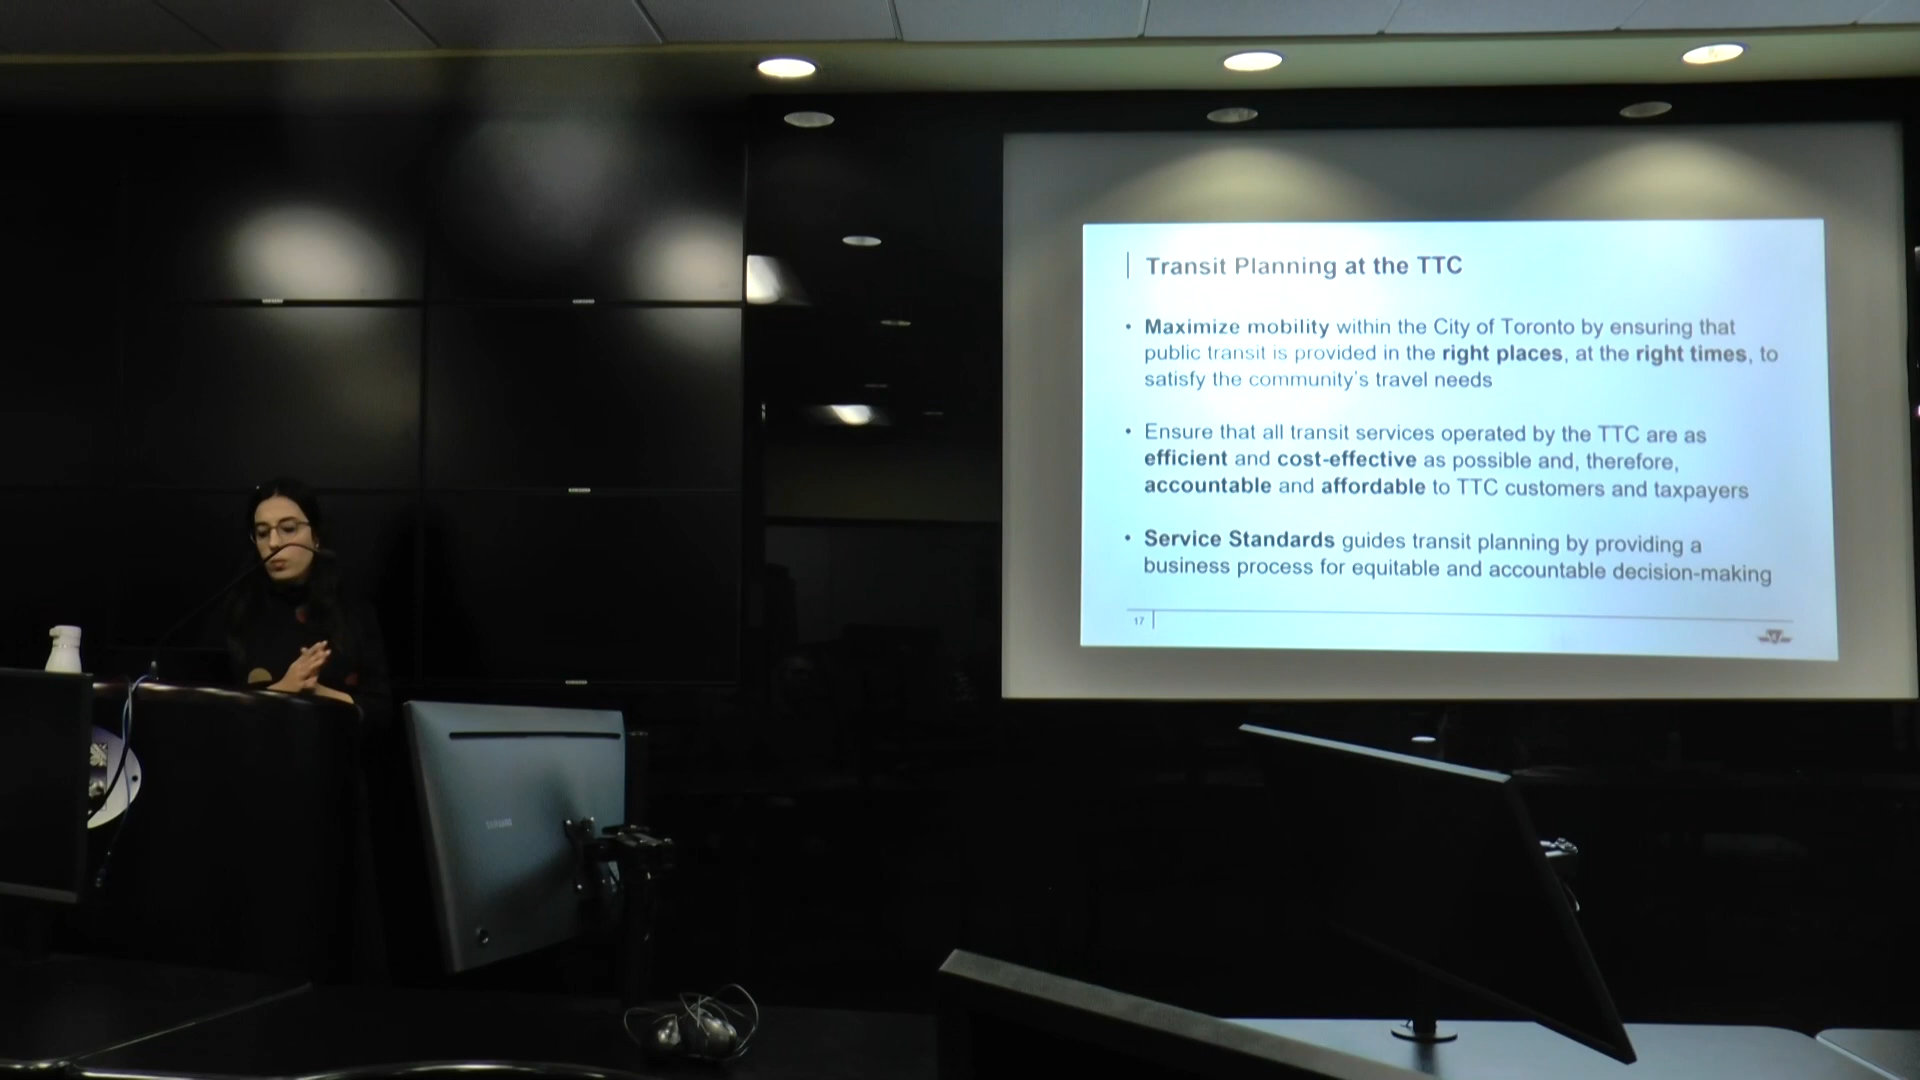 Transit Planning at the TTC
• Maximize mobility within the City of Toronto by ensuring that
public transit is provided in the right places, at the right times, to
satisfy the community's travel needs
• Ensure that all transit services operated by the TTC are as
efficient and cost-effective as possible and, therefore,
accountable and affordable to TTC customers and taxpayers
• Service Standards guides transit planning by providing a
business process for equitable and accountable decision-making
17